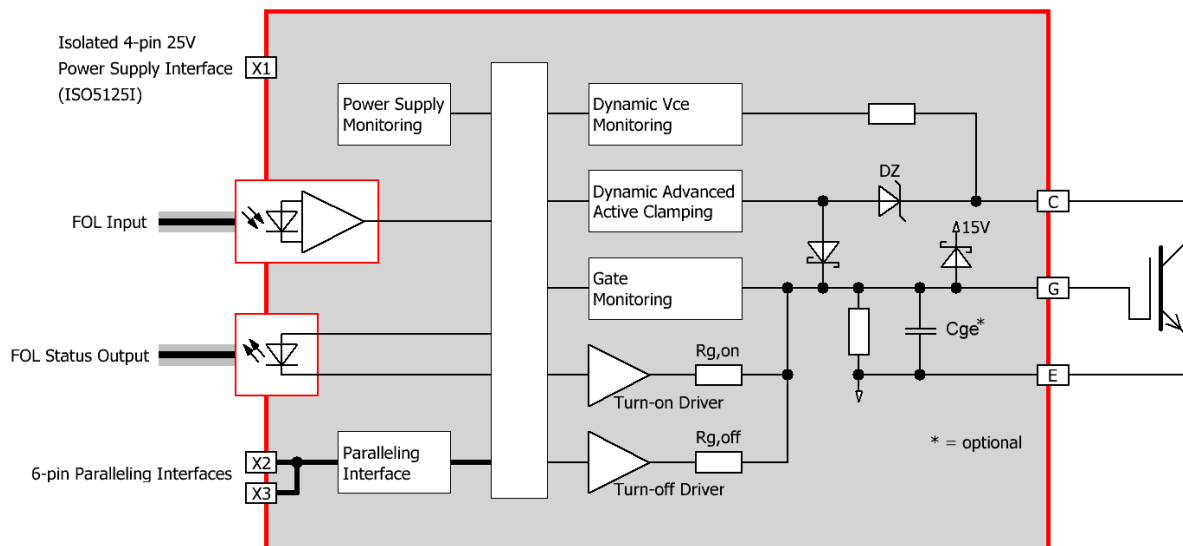 Isolated 4-pin 25V
Power Supply Interface
(ISO5125I)
X1
Power Supply
Monitoring
Dynamic Vce
Monitoring
FOL Input
Dynamic Advanced
Active Clamping
DZ
C
15V
Gate
Monitoring
G
Cge*
FOL Status Output
Rg,on
Turn-on Driver
E
6-pin Paralleling Interfaces
X2
X3
Paralleling
Interface
Rg,off
Turn-off Driver
* = optional